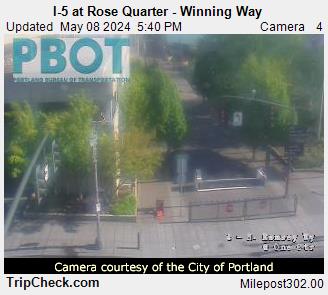 I-5 at Rose Quarter - Winning Way
Updated May 08 2024 5:40 PM Camera 4
PBOT
PORTLAND BUREAU OF TRANSPORTATION
Camera courtesy of the City of Portland
TripCheck.com Milepost302.00